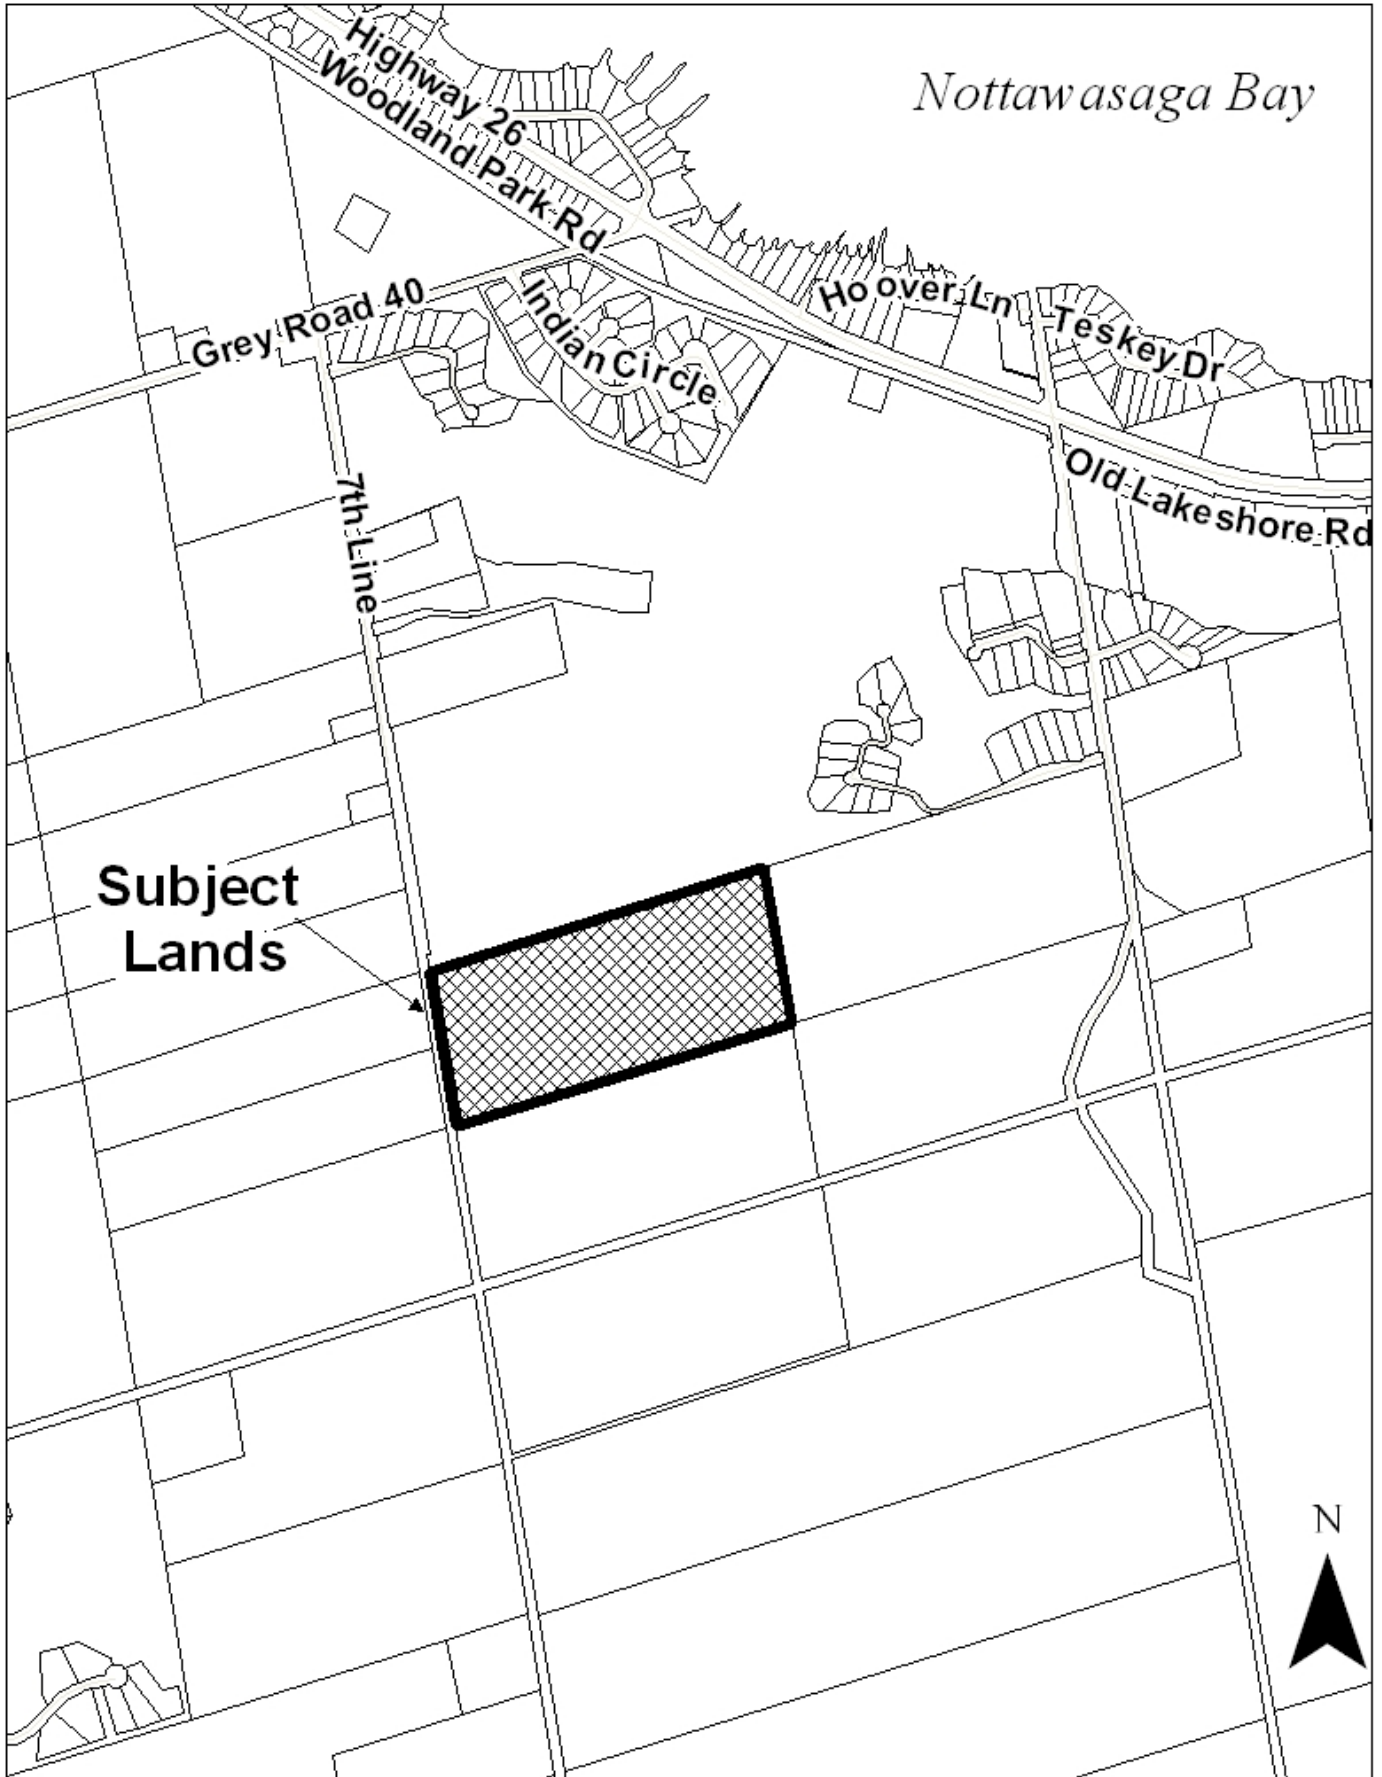 Highway 26
Nottawasaga Bay
Woodland Park Rd
Hoover Ln
Grey Road 40
Indian Circle
Teskey Dr
Old Lakeshore Rd
7th Line
Subject
Lands
N